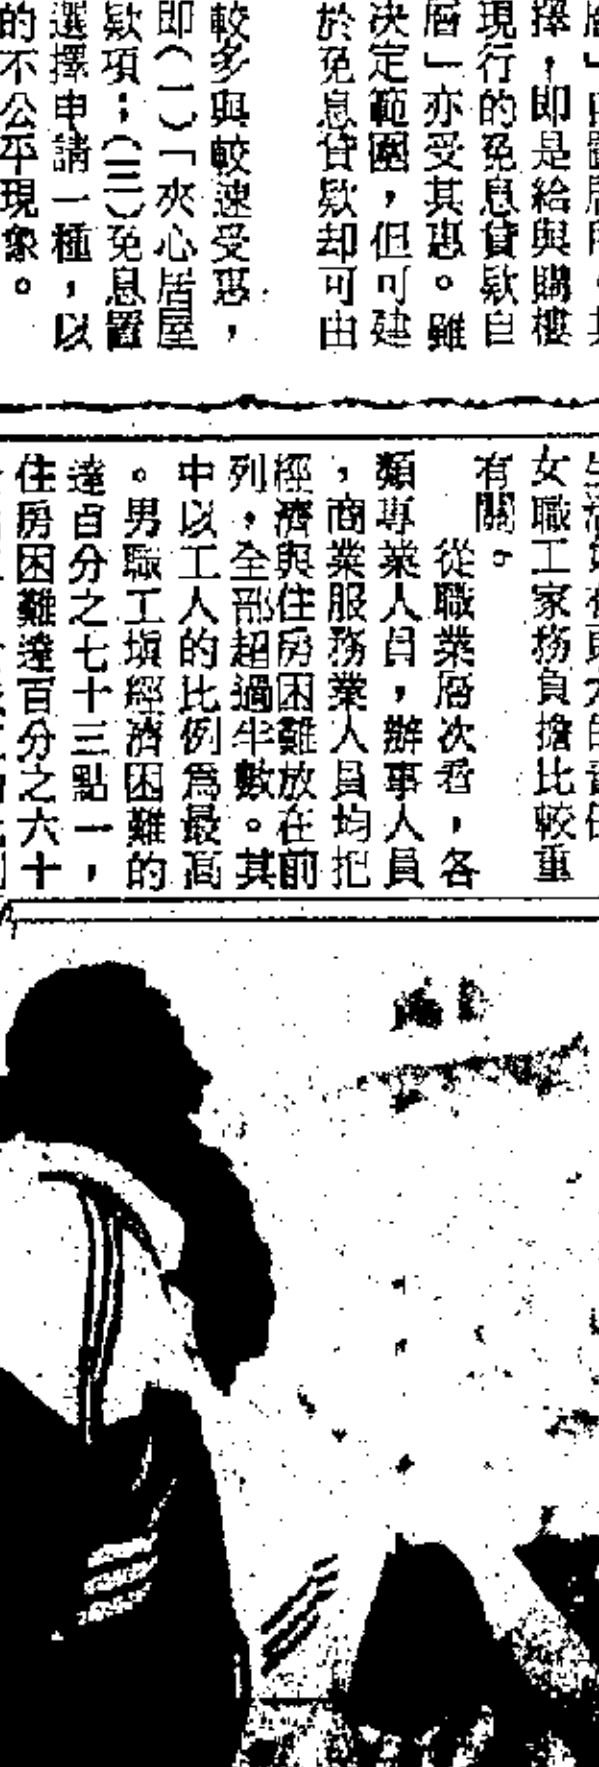 擇，即是給與購樓
現行的免息貸款自
層」亦受其惠。雖
決定範圍，但可建
於免息貸款却可由
較多與較速受惠，
即（一）「夾心居屋
款項；（三）免息置
選擇申請一種，以
的不公平現象。
女職工家務負擔比較重
有關。
從職業層次看，各
類專業人員，辦事人員
，商業服務業人員均把
經濟與住房困難放在前
列，全部超過半數。其
中以工人的比例爲最高
。男職工填經濟困難的
達百分之七十三點一，
住房困難達百分之六十